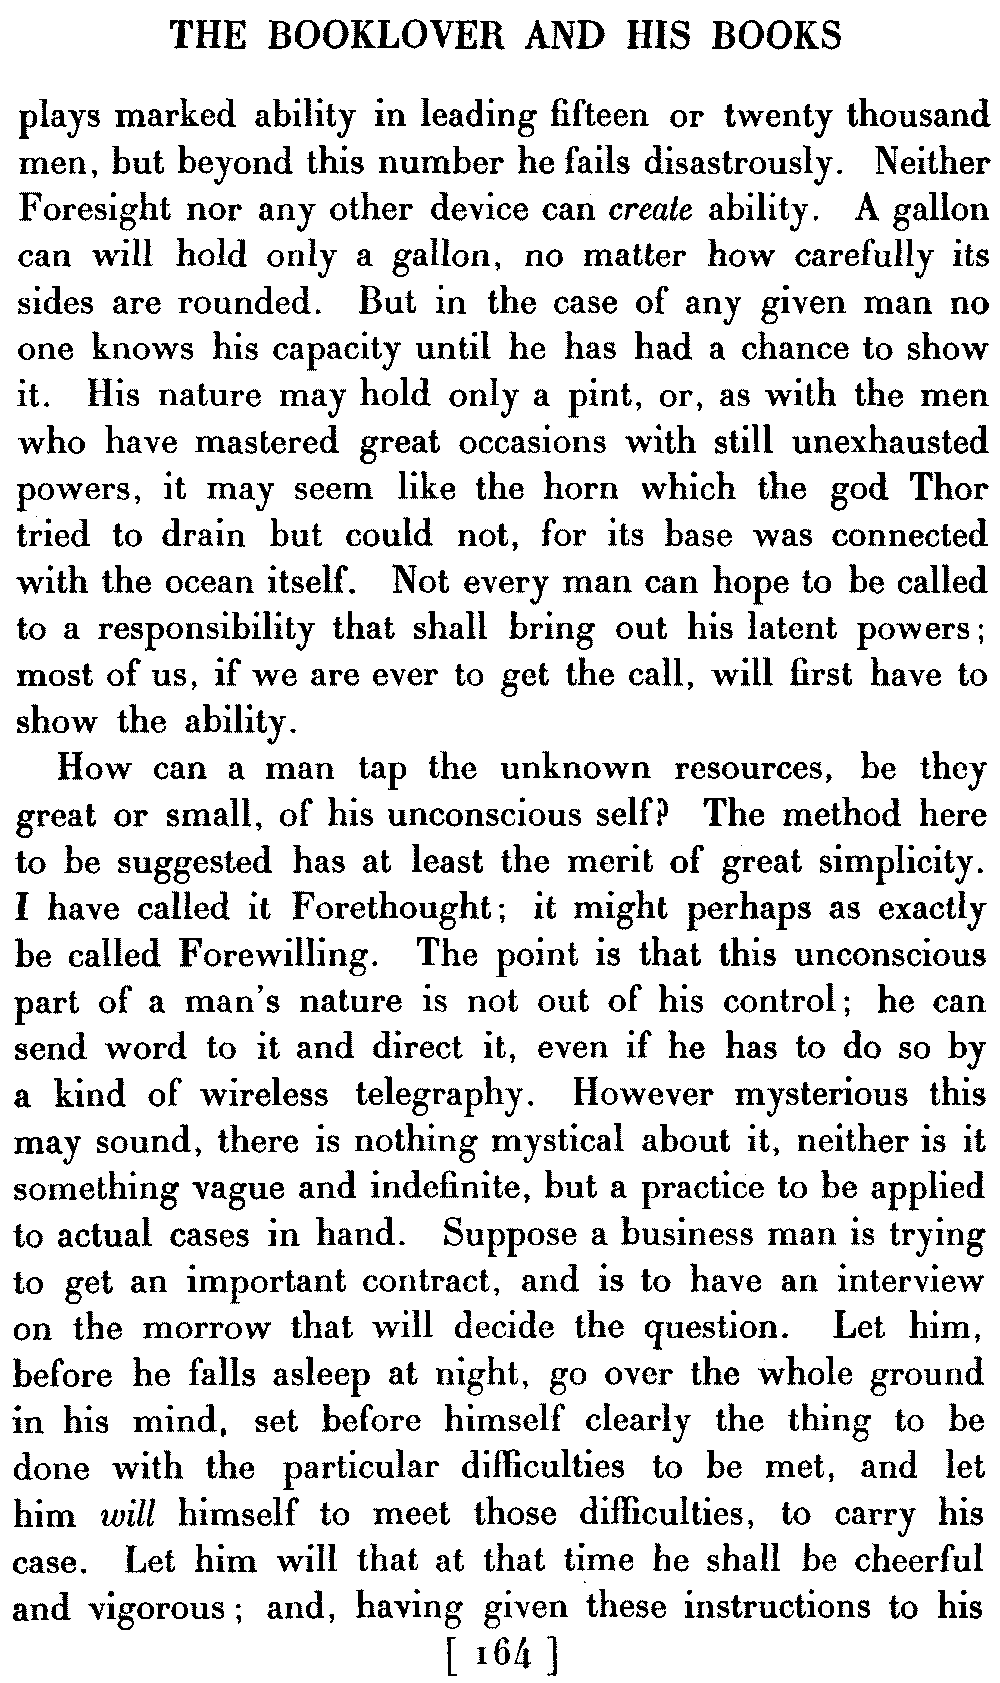 THE BOOKLOVER AND HIS BOOKS
plays marked ability in leading fifteen or twenty thousand
men, but beyond this number he fails disastrously. Neither
Foresight nor any other device can create ability. A gallon
can will hold only a gallon, no matter how carefully its
sides are rounded. But in the case of any given man no
one knows his capacity until he has had a chance to show
it. His nature may hold only a pint, or, as with the men
who have mastered great occasions with still unexhausted
powers, it may seem like the horn which the god Thor
tried to drain but could not, for its base was connected
with the ocean itself. Not every man can hope to be called
to a responsibility that shall bring out his latent powers;
most of us, if we are ever to get the call, will first have to
show the ability.
How can a man tap the unknown resources, be they
great or small, of his unconscious self? The method here
to be suggested has at least the merit of great simplicity.
I have called it Forethought; it might perhaps as exactly
be called Forewilling. The point is that this unconscious
part of a man's nature is not out of his control; he can
send word to it and direct it, even if he has to do so by
a kind of wireless telegraphy. However mysterious this
may sound, there is nothing mystical about it, neither is it
something vague and indefinite, but a practice to be applied
to actual cases in hand. Suppose a business man is trying
to get an important contract, and is to have an interview
on the morrow that will decide the question. Let him,
before he falls asleep at night, go over the whole ground
in his mind, set before himself clearly the thing to be
done with the particular difficulties to be met, and let
him will himself to meet those difficulties, to carry his
case. Let him will that at that time he shall be cheerful
and vigorous; and, having given these instructions to his
[ 164 ]